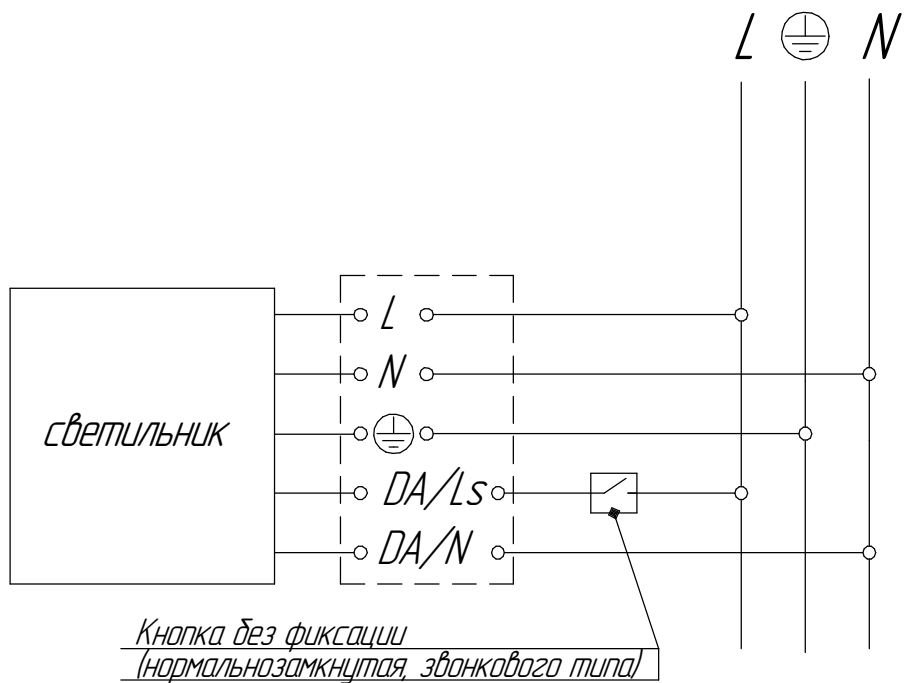 L N
L
N
светильник
DA/Ls
DA/N
Кнопка без фиксации
(нормальнозамкнутая, звонкового типа)